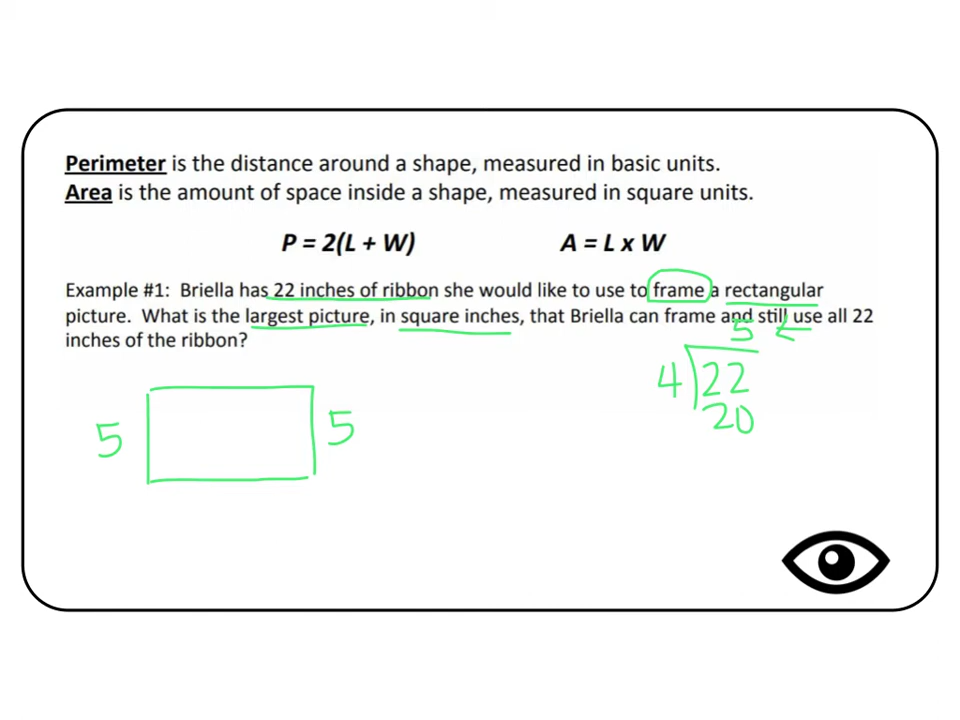 Perimeter is the distance around a shape, measured in basic units.
Area is the amount of space inside a shape, measured in square units.
P = 2(L + W) A = L x W
Example #1: Briella has 22 inches of ribbon she would like to use to frame a rectangular
picture. What is the largest picture, in square inches, that Briella can frame and still use all 22
inches of the ribbon?
5
4 22
20
5 5